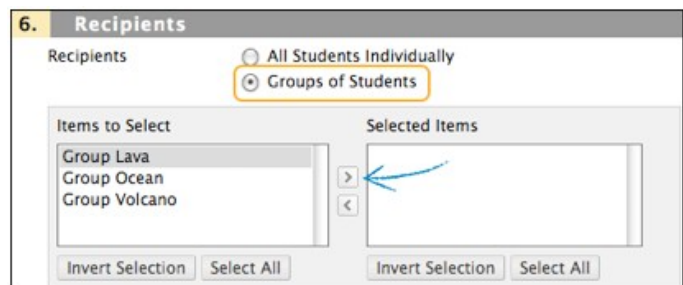 6. Recipients
Recipients
All Students Individually
Groups of Students
Items to Select
Selected Items
Group Lava
Group Ocean
Group Volcano
>
<
Invert Selection
Select All
Invert Selection
Select All